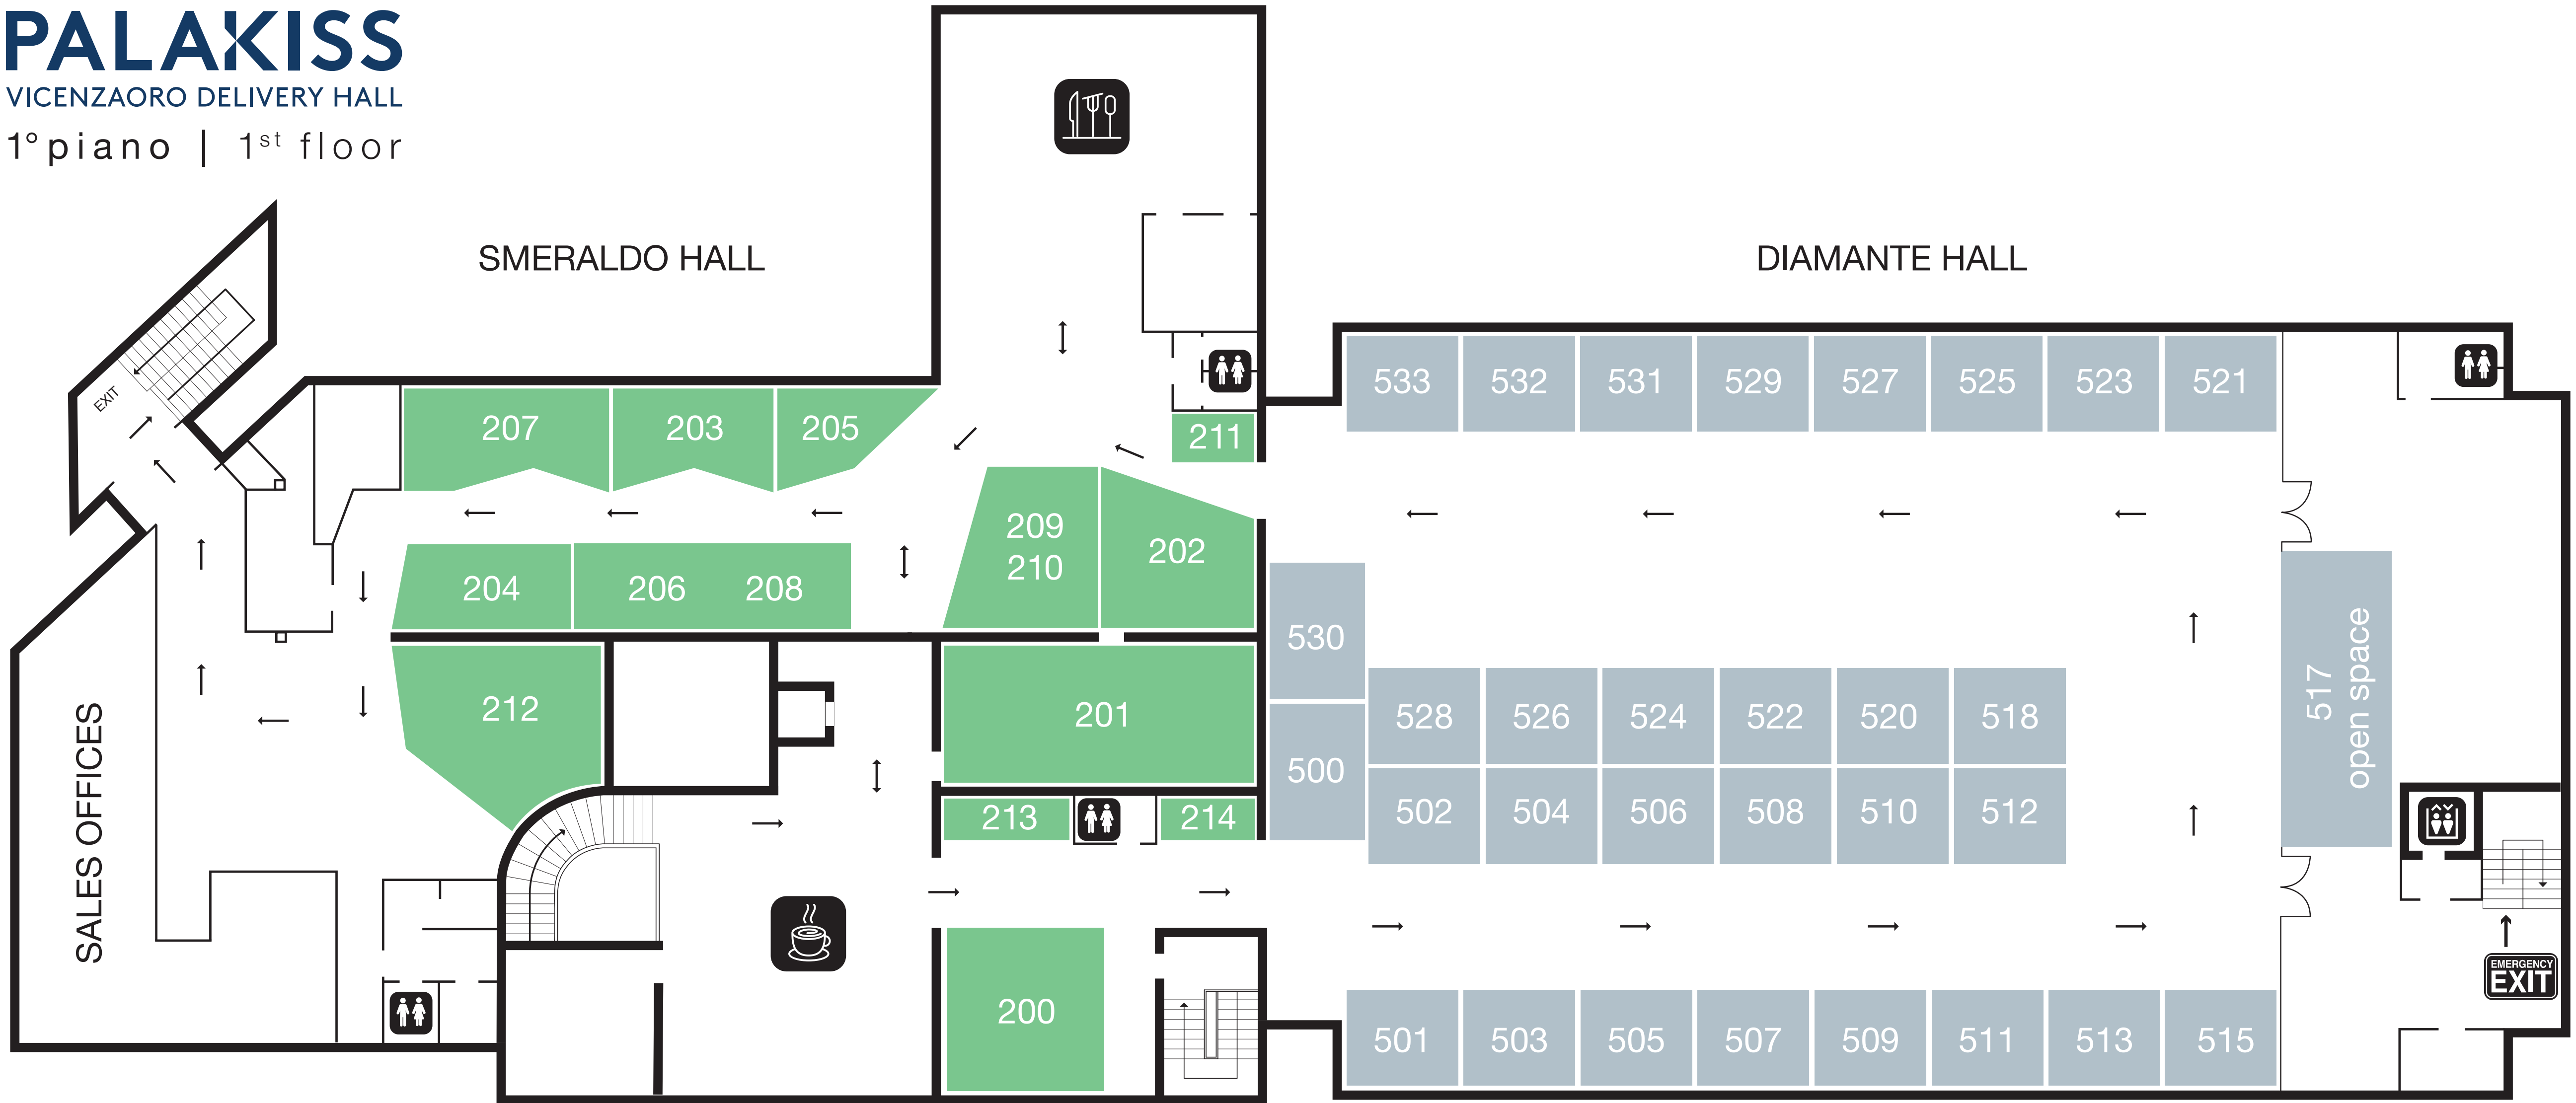 PALAKISS
VICENZAORO DELIVERY HALL
1° piano | 1st floor
SMERALDO HALL
DIAMANTE HALL
EXIT
533 532 531 529 527 525 523 521
207 203 205
211
209
210
202
204 206 208
530
517
open space
212
201
528 526 524 522 520 518
500
502 504 506 508 510 512
213 214
SALES OFFICES
EMERGENCY
EXIT
200
501 503 505 507 509 511 513 515